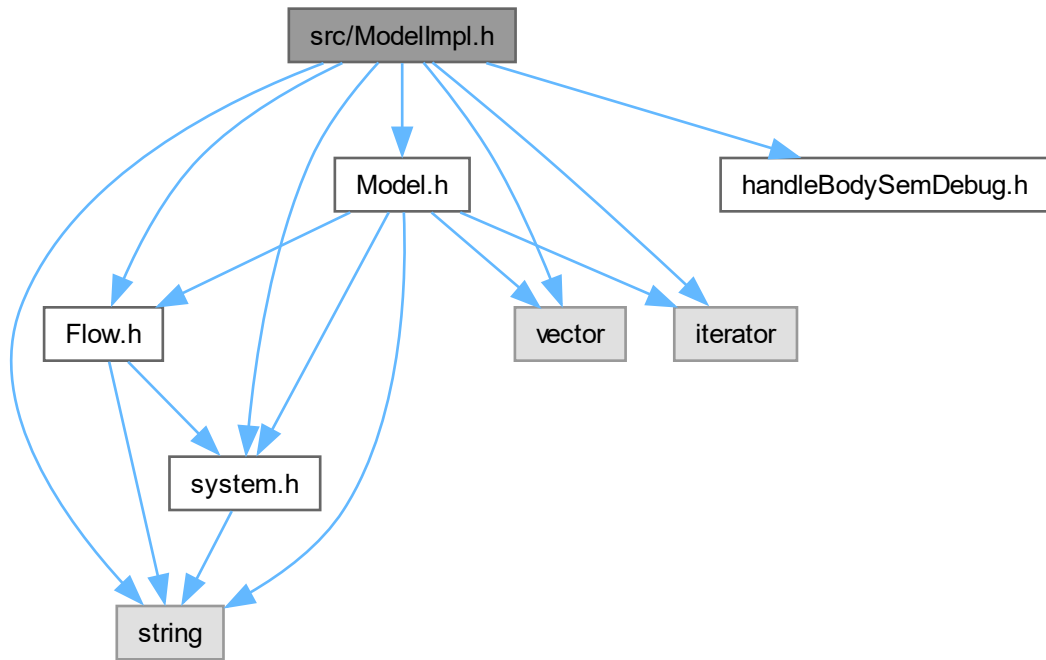 src/ModelImpl.h
Model.h
handleBodySemDebug.h
Flow.h
vector
iterator
system.h
string